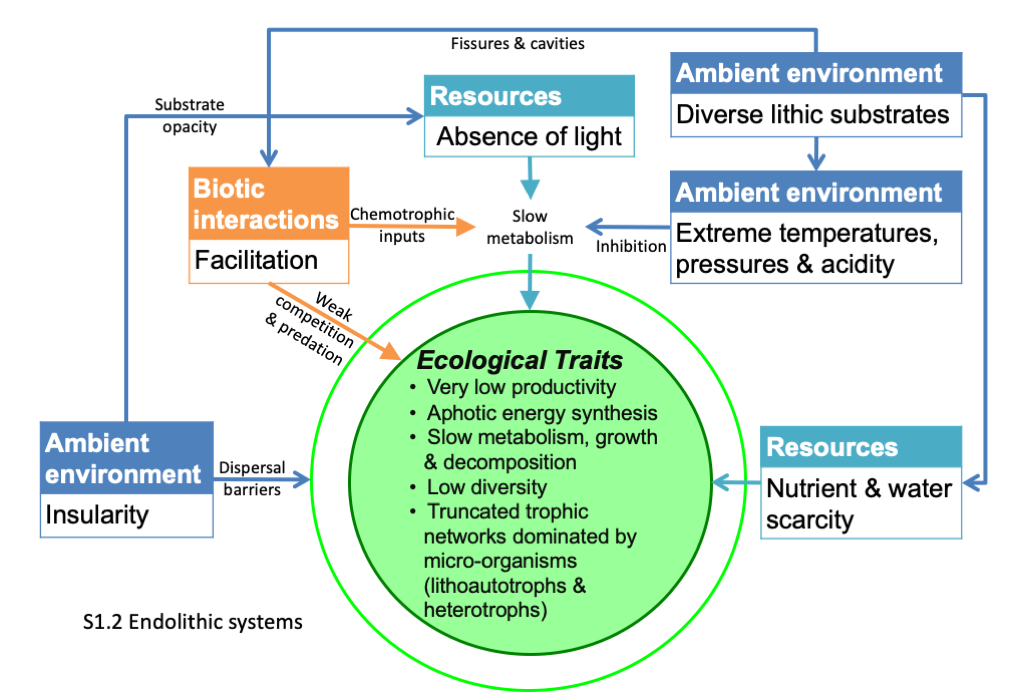 Fissures & cavities
Ambient environment
Diverse lithic substrates
Resources
Absence of light
Substrate
opacity
Biotic
interactions
Facilitation
Chemotrophic
inputs
Slow
metabolism
Inhibition
Ambient environment
Extreme temperatures,
pressures & acidity
Weak
competition
& predation
Ecological Traits
• Very low productivity
• Aphotic energy synthesis
• Slow metabolism, growth
& decomposition
• Low diversity
• Truncated trophic
networks dominated by
micro-organisms
(lithoautotrophs &
heterotrophs)
Ambient
environment
Insularity
Dispersal
barriers
Resources
Nutrient & water
scarcity
S1.2 Endolithic systems